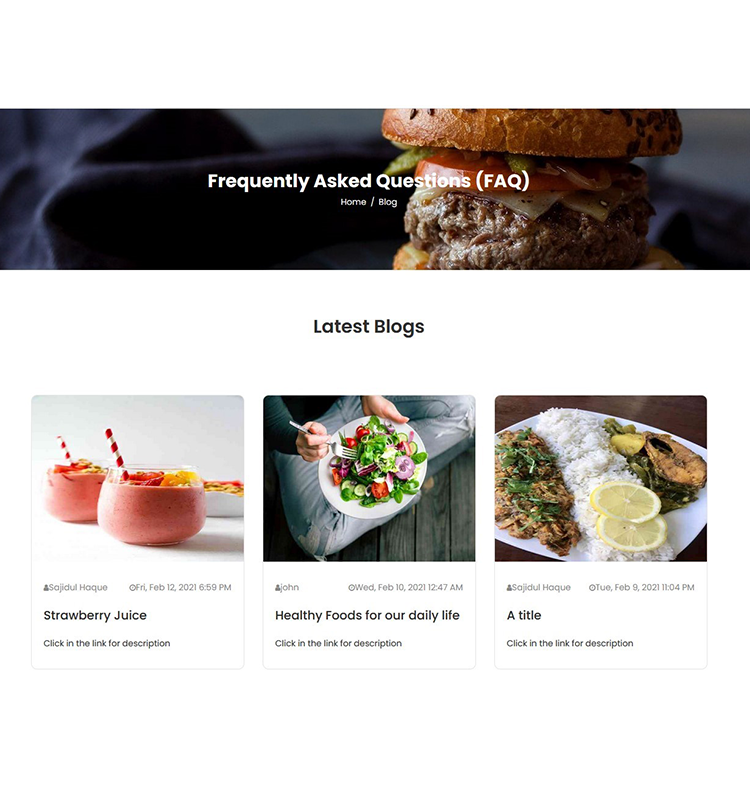 Frequently Asked Questions (FAQ)
Home / Blog
Latest Blogs
Sajidul Haque Fri, Feb 12, 2021 6:59 PM
Strawberry Juice
Click in the link for description
john Wed, Feb 10, 2021 12:47 AM
Healthy Foods for our daily life
Click in the link for description
Sajidul Haque Tue, Feb 9, 2021 11:04 PM
A title
Click in the link for description